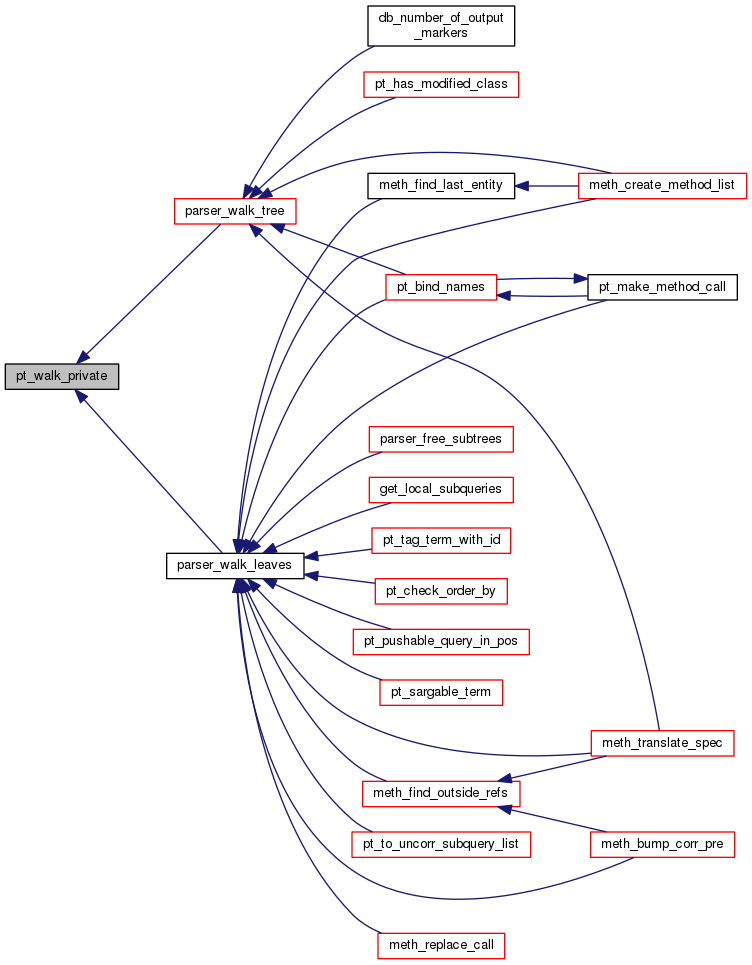 db_number_of_output
_markers
pt_has_modified_class
meth_find_last_entity
meth_create_method_list
parser_walk_tree
pt_bind_names
pt_make_method_call
pt_walk_private
parser_free_subtrees
get_local_subqueries
pt_tag_term_with_id
parser_walk_leaves
pt_check_order_by
pt_pushable_query_in_pos
pt_sargable_term
meth_translate_spec
meth_find_outside_refs
pt_to_uncorr_subquery_list
meth_bump_corr_pre
meth_replace_call